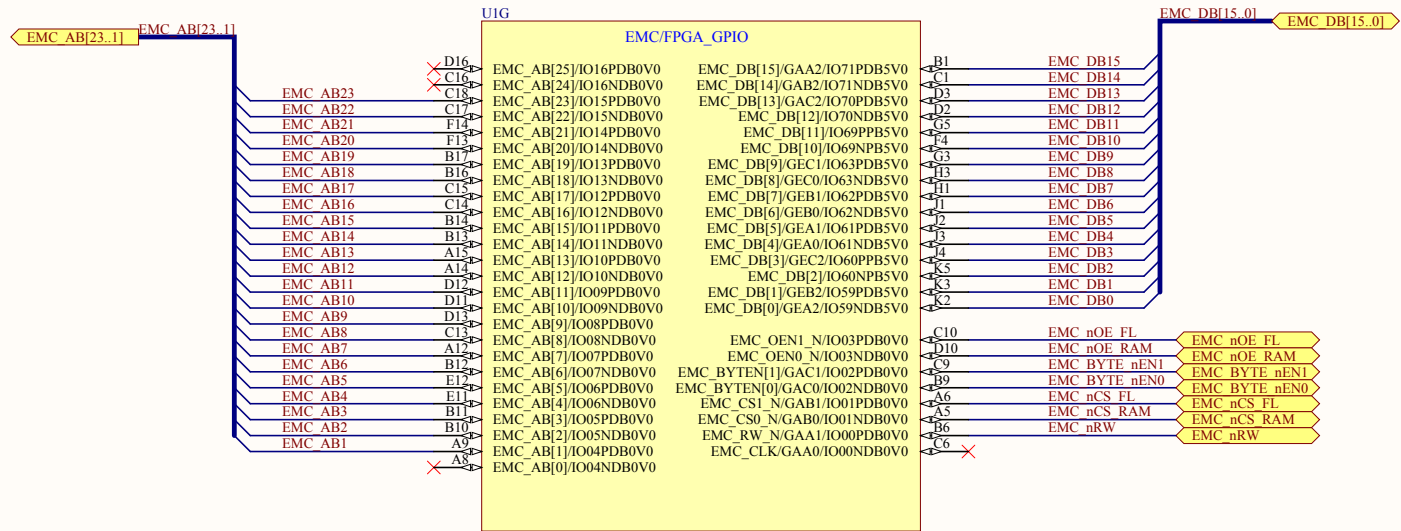 U1G
EMC/FPGA_GPIO
EMC_AB[23..1] EMC_AB[23..1]
EMC_DB[15..0] EMC_DB[15..0]
D16 EMC_AB[25]/IO16PDB0V0
C16 EMC_AB[24]/IO16NDB0V0
EMC_AB23 C18 EMC_AB[23]/IO15PDB0V0
EMC_AB22 C17 EMC_AB[22]/IO15NDB0V0
EMC_AB21 F14 EMC_AB[21]/IO14PDB0V0
EMC_AB20 F13 EMC_AB[20]/IO14NDB0V0
EMC_AB19 B17 EMC_AB[19]/IO13PDB0V0
EMC_AB18 B16 EMC_AB[18]/IO13NDB0V0
EMC_AB17 C15 EMC_AB[17]/IO12PDB0V0
EMC_AB16 C14 EMC_AB[16]/IO12NDB0V0
EMC_AB15 B14 EMC_AB[15]/IO11PDB0V0
EMC_AB14 B13 EMC_AB[14]/IO11NDB0V0
EMC_AB13 A15 EMC_AB[13]/IO10PDB0V0
EMC_AB12 A14 EMC_AB[12]/IO10NDB0V0
EMC_AB11 D12 EMC_AB[11]/IO09PDB0V0
EMC_AB10 D11 EMC_AB[10]/IO09NDB0V0
EMC_AB9 D13 EMC_AB[9]/IO08PDB0V0
EMC_AB8 C13 EMC_AB[8]/IO08NDB0V0
EMC_AB7 A12 EMC_AB[7]/IO07PDB0V0
EMC_AB6 B12 EMC_AB[6]/IO07NDB0V0
EMC_AB5 E12 EMC_AB[5]/IO06PDB0V0
EMC_AB4 E11 EMC_AB[4]/IO06NDB0V0
EMC_AB3 B11 EMC_AB[3]/IO05PDB0V0
EMC_AB2 B10 EMC_AB[2]/IO05NDB0V0
EMC_AB1 A9 EMC_AB[1]/IO04PDB0V0
A8 EMC_AB[0]/IO04NDB0V0
EMC_DB[15]/GAA2/IO71PDB5V0 B1 EMC_DB15
EMC_DB[14]/GAB2/IO71NDB5V0 C1 EMC_DB14
EMC_DB[13]/GAC2/IO70PDB5V0 D3 EMC_DB13
EMC_DB[12]/IO70NDB5V0 D2 EMC_DB12
EMC_DB[11]/IO69PPB5V0 G5 EMC_DB11
EMC_DB[10]/IO69NPB5V0 F4 EMC_DB10
EMC_DB[9]/GEC1/IO63PDB5V0 G3 EMC_DB9
EMC_DB[8]/GEC0/IO63NDB5V0 H3 EMC_DB8
EMC_DB[7]/GEB1/IO62PDB5V0 H1 EMC_DB7
EMC_DB[6]/GEB0/IO62NDB5V0 J1 EMC_DB6
EMC_DB[5]/GEA1/IO61PDB5V0 J2 EMC_DB5
EMC_DB[4]/GEA0/IO61NDB5V0 J3 EMC_DB4
EMC_DB[3]/GEC2/IO60PPB5V0 J4 EMC_DB3
EMC_DB[2]/IO60NPB5V0 K5 EMC_DB2
EMC_DB[1]/GEB2/IO59PDB5V0 K3 EMC_DB1
EMC_DB[0]/GEA2/IO59NDB5V0 K2 EMC_DB0
EMC_OEN1_N/IO03PDB0V0 C10 EMC_nOE_FL EMC_nOE_FL
EMC_OEN0_N/IO03NDB0V0 D10 EMC_nOE_RAM EMC_nOE_RAM
EMC_BYTEN[1]/GAC1/IO02PDB0V0 C9 EMC_BYTE_nEN1 EMC_BYTE_nEN1
EMC_BYTEN[0]/GAC0/IO02NDB0V0 B9 EMC_BYTE_nEN0 EMC_BYTE_nEN0
EMC_CS1_N/GAB1/IO01PDB0V0 A6 EMC_nCS_FL EMC_nCS_FL
EMC_CS0_N/GAB0/IO01NDB0V0 A5 EMC_nCS_RAM EMC_nCS_RAM
EMC_RW_N/GAA1/IO00PDB0V0 B6 EMC_nRW EMC_nRW
EMC_CLK/GAA0/IO00NDB0V0 C6